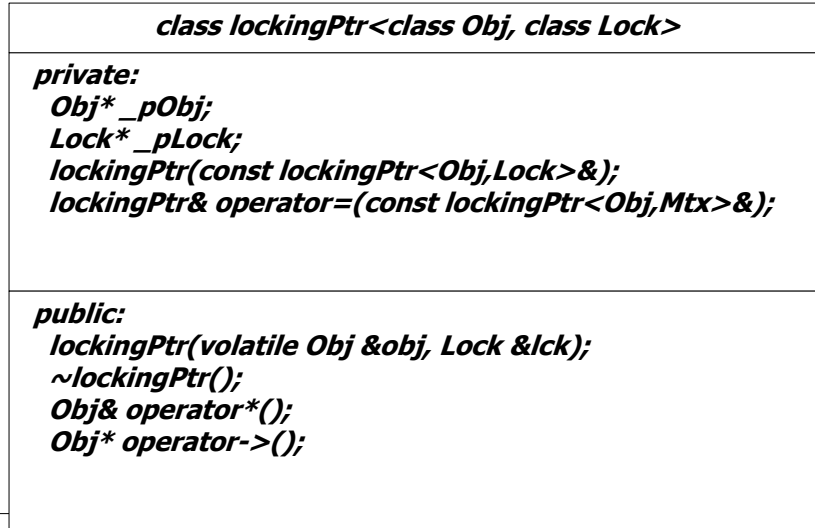 class lockingPtr<class Obj, class Lock>
private:
Obj* _pObj;
Lock* _pLock;
lockingPtr(const lockingPtr<Obj,Lock>&);
lockingPtr& operator=(const lockingPtr<Obj,Mtx>&);
public:
lockingPtr(volatile Obj &obj, Lock &lck);
~lockingPtr();
Obj& operator*();
Obj* operator->();